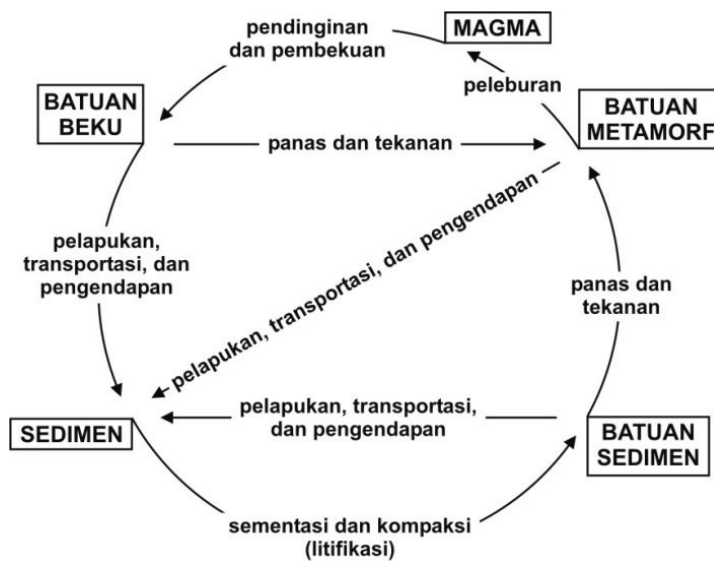 pendinginan
dan pembekuan
MAGMA
peleburan
BATUAN
BEKU
BATUAN
METAMORF
panas dan tekanan
pelapukan,
transportasi, dan
pengendapan
pelapukan, transportasi, dan pengendapan
panas dan
tekanan
SEDIMEN
pelapukan, transportasi,
dan pengendapan
BATUAN
SEDIMEN
sementasi dan kompaksi
(litifikasi)